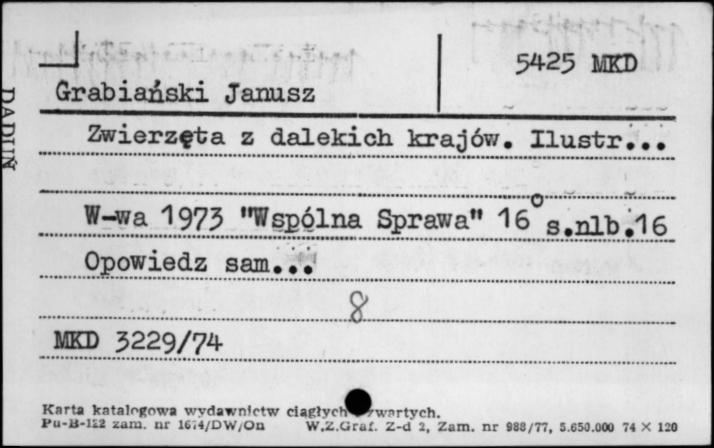 5425 MKD
Grabiański Janusz
Zwierzęta z dalekich krajów. Ilustr...
W-wa 1973 "Wspólna Sprawa" 16° s.nlb.16
Opowiedz sam...
8
MKD 3229/74
Karta katalogowa wydawnictw ciągłych zwartych.
Pu-B-122 zam. nr 1674/DW/On W.Z.Graf. Z-d 2, Zam. nr 988/77, 5.650.000 74 X 120